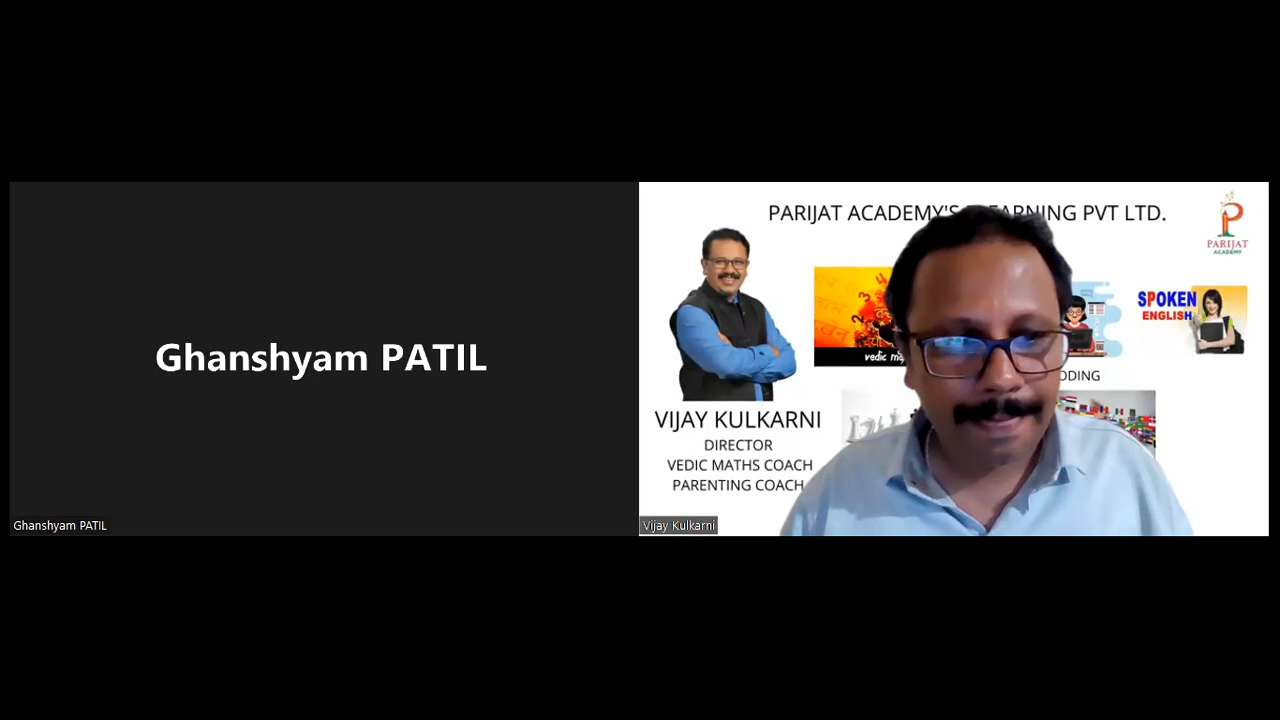 Ghanshyam PATIL
Ghanshyam PATIL
PARIJAT ACADEMY'S LEARNING PVT LTD.
PARIJAT
ACADEMY
SPOKEN
ENGLISH
vedic
VIJAY KULKARNI
DIRECTOR
VEDIC MATHS COACH
PARENTING COACH
Vijay Kulkarni